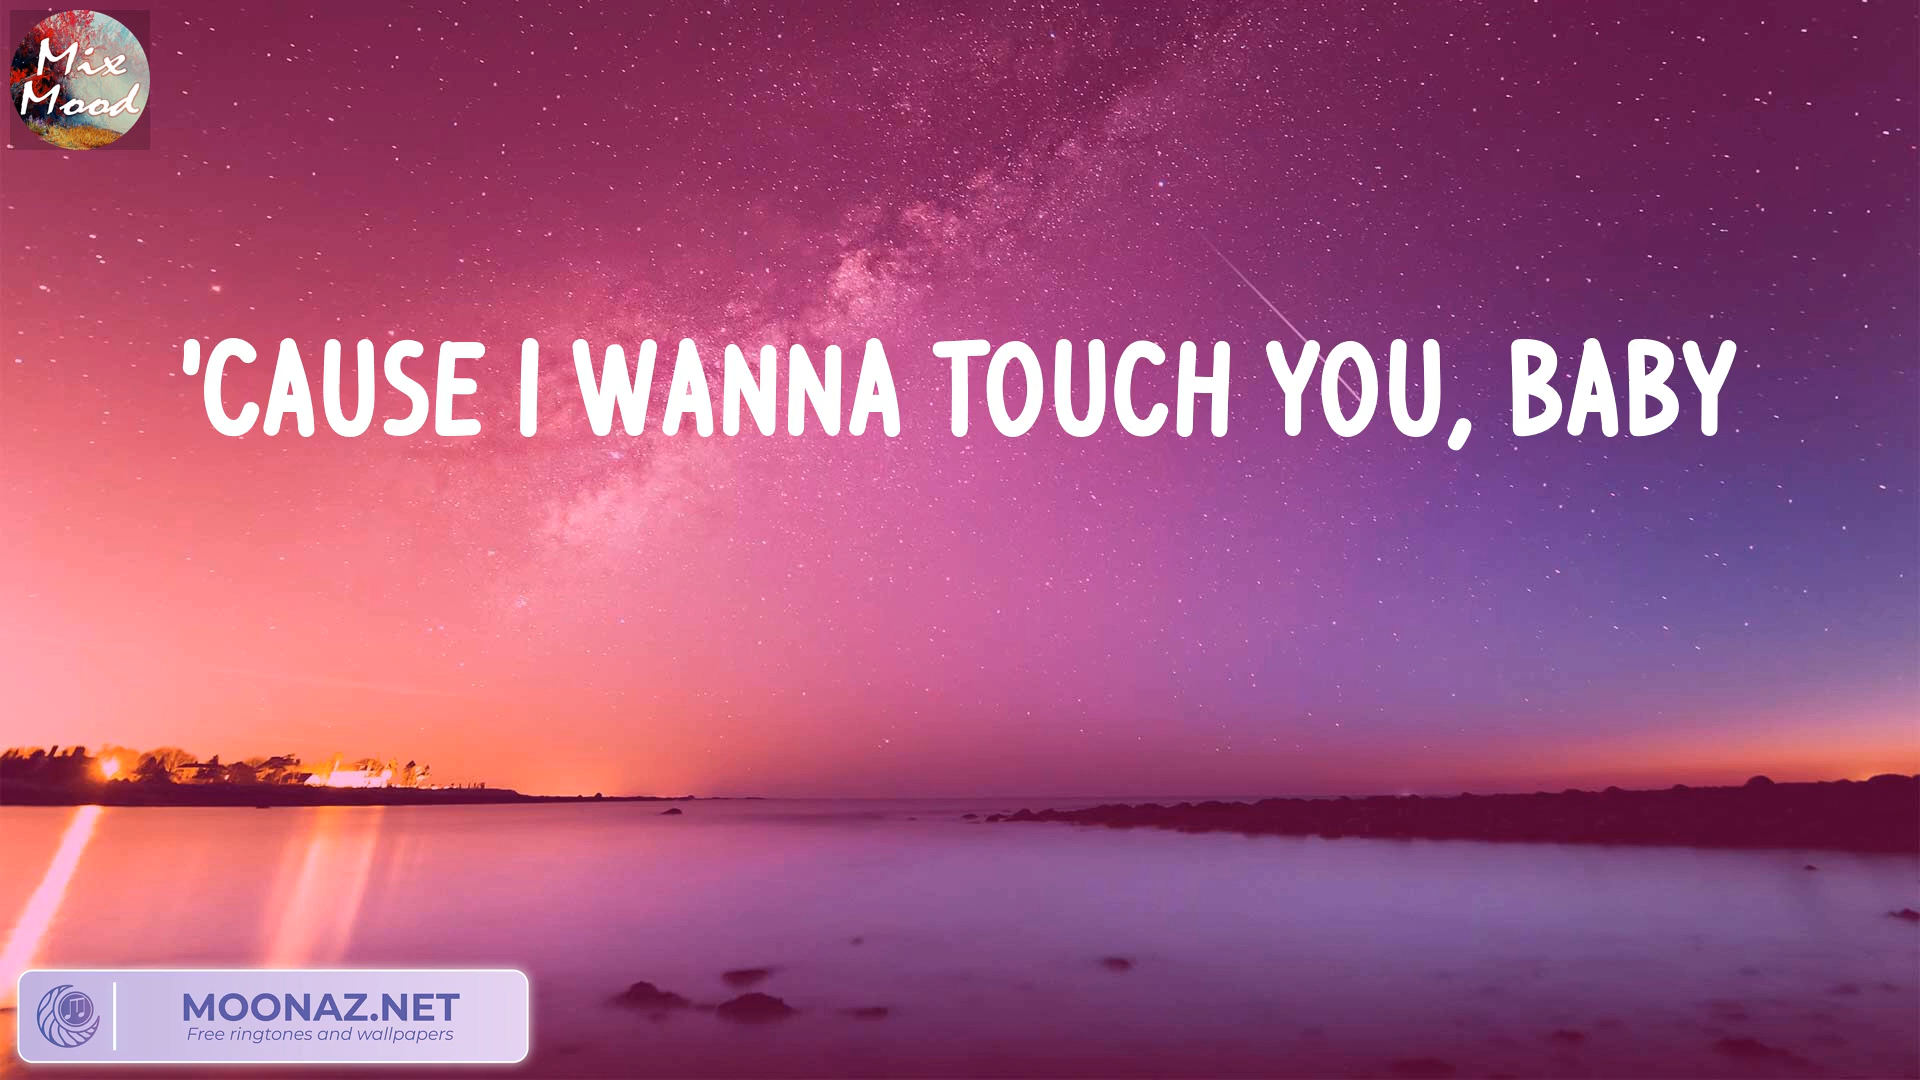 Mix
Mood
'CAUSE I WANNA TOUCH YOU, BABY
MOONAZ.NET
Free ringtones and wallpapers